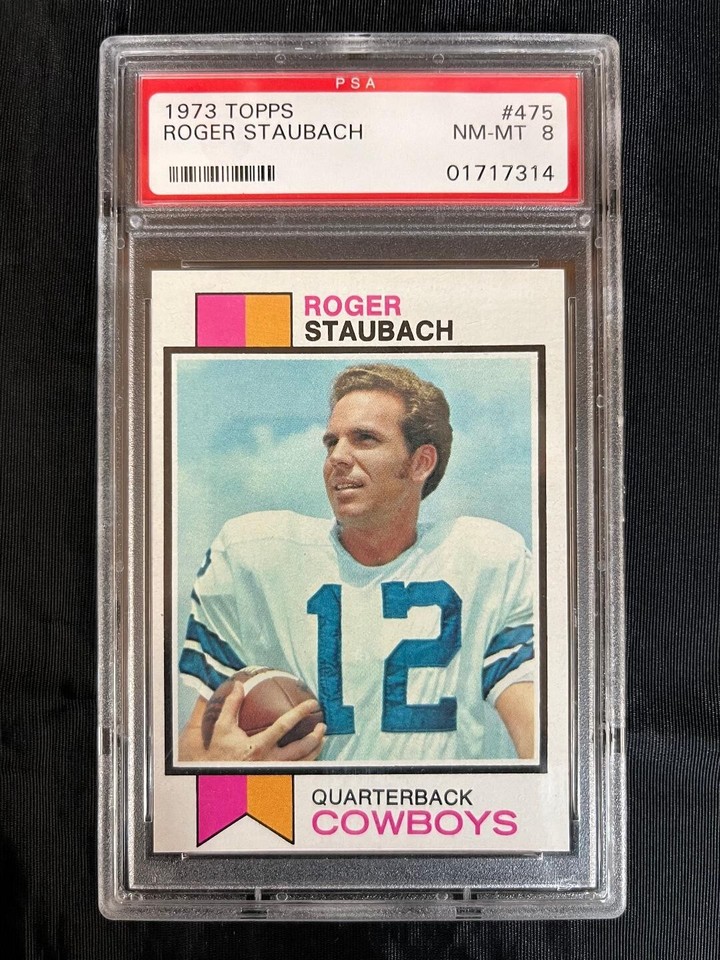 PSA
1973 TOPPS #475
ROGER STAUBACH NM-MT 8
01717314
ROGER
STAUBACH
12
QUARTERBACK
COWBOYS